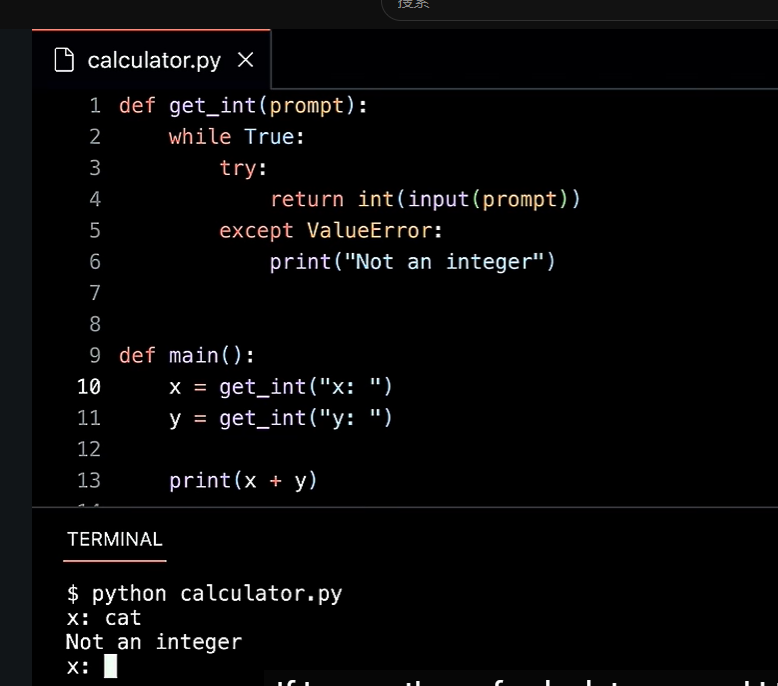 搜索
calculator.py
1 def get_int(prompt):
2     while True:
3         try:
4             return int(input(prompt))
5         except ValueError:
6             print("Not an integer")
7
8
9 def main():
10     x = get_int("x: ")
11     y = get_int("y: ")
12
13     print(x + y)
TERMINAL
$ python calculator.py
x: cat
Not an integer
x: